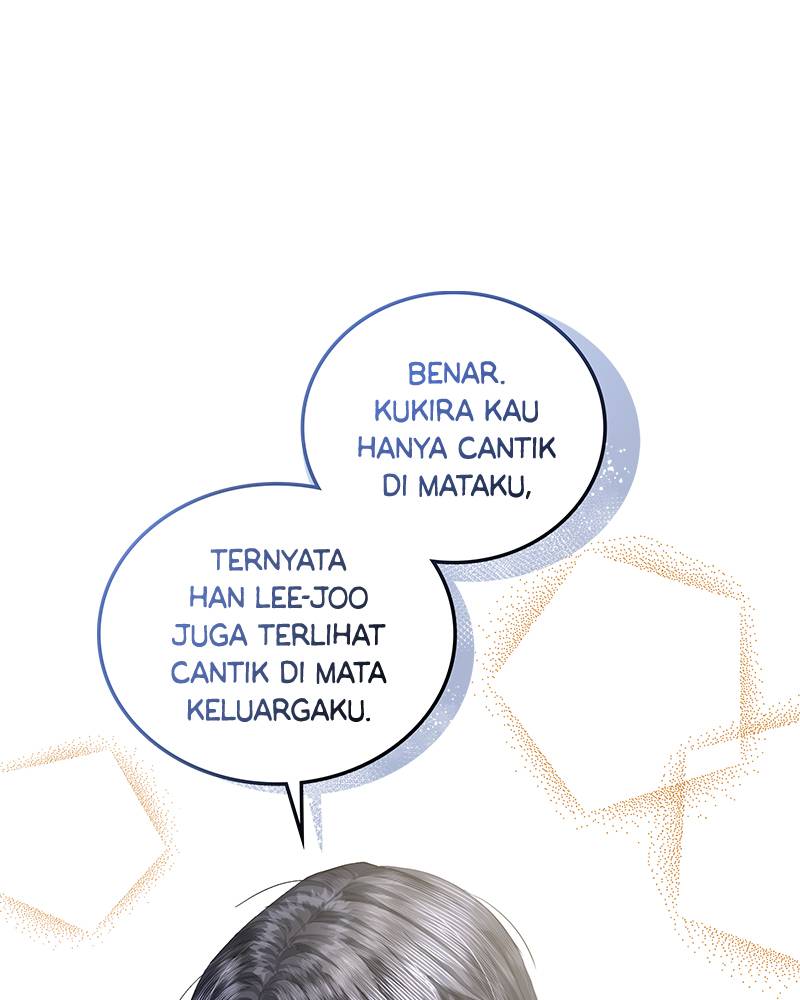 BENAR.
KUKIRA KAU
HANYA CANTIK
DI MATAKU,
TERNYATA
HAN LEE-JOO
JUGA TERLIHAT
CANTIK DI MATA
KELUARGAKU.